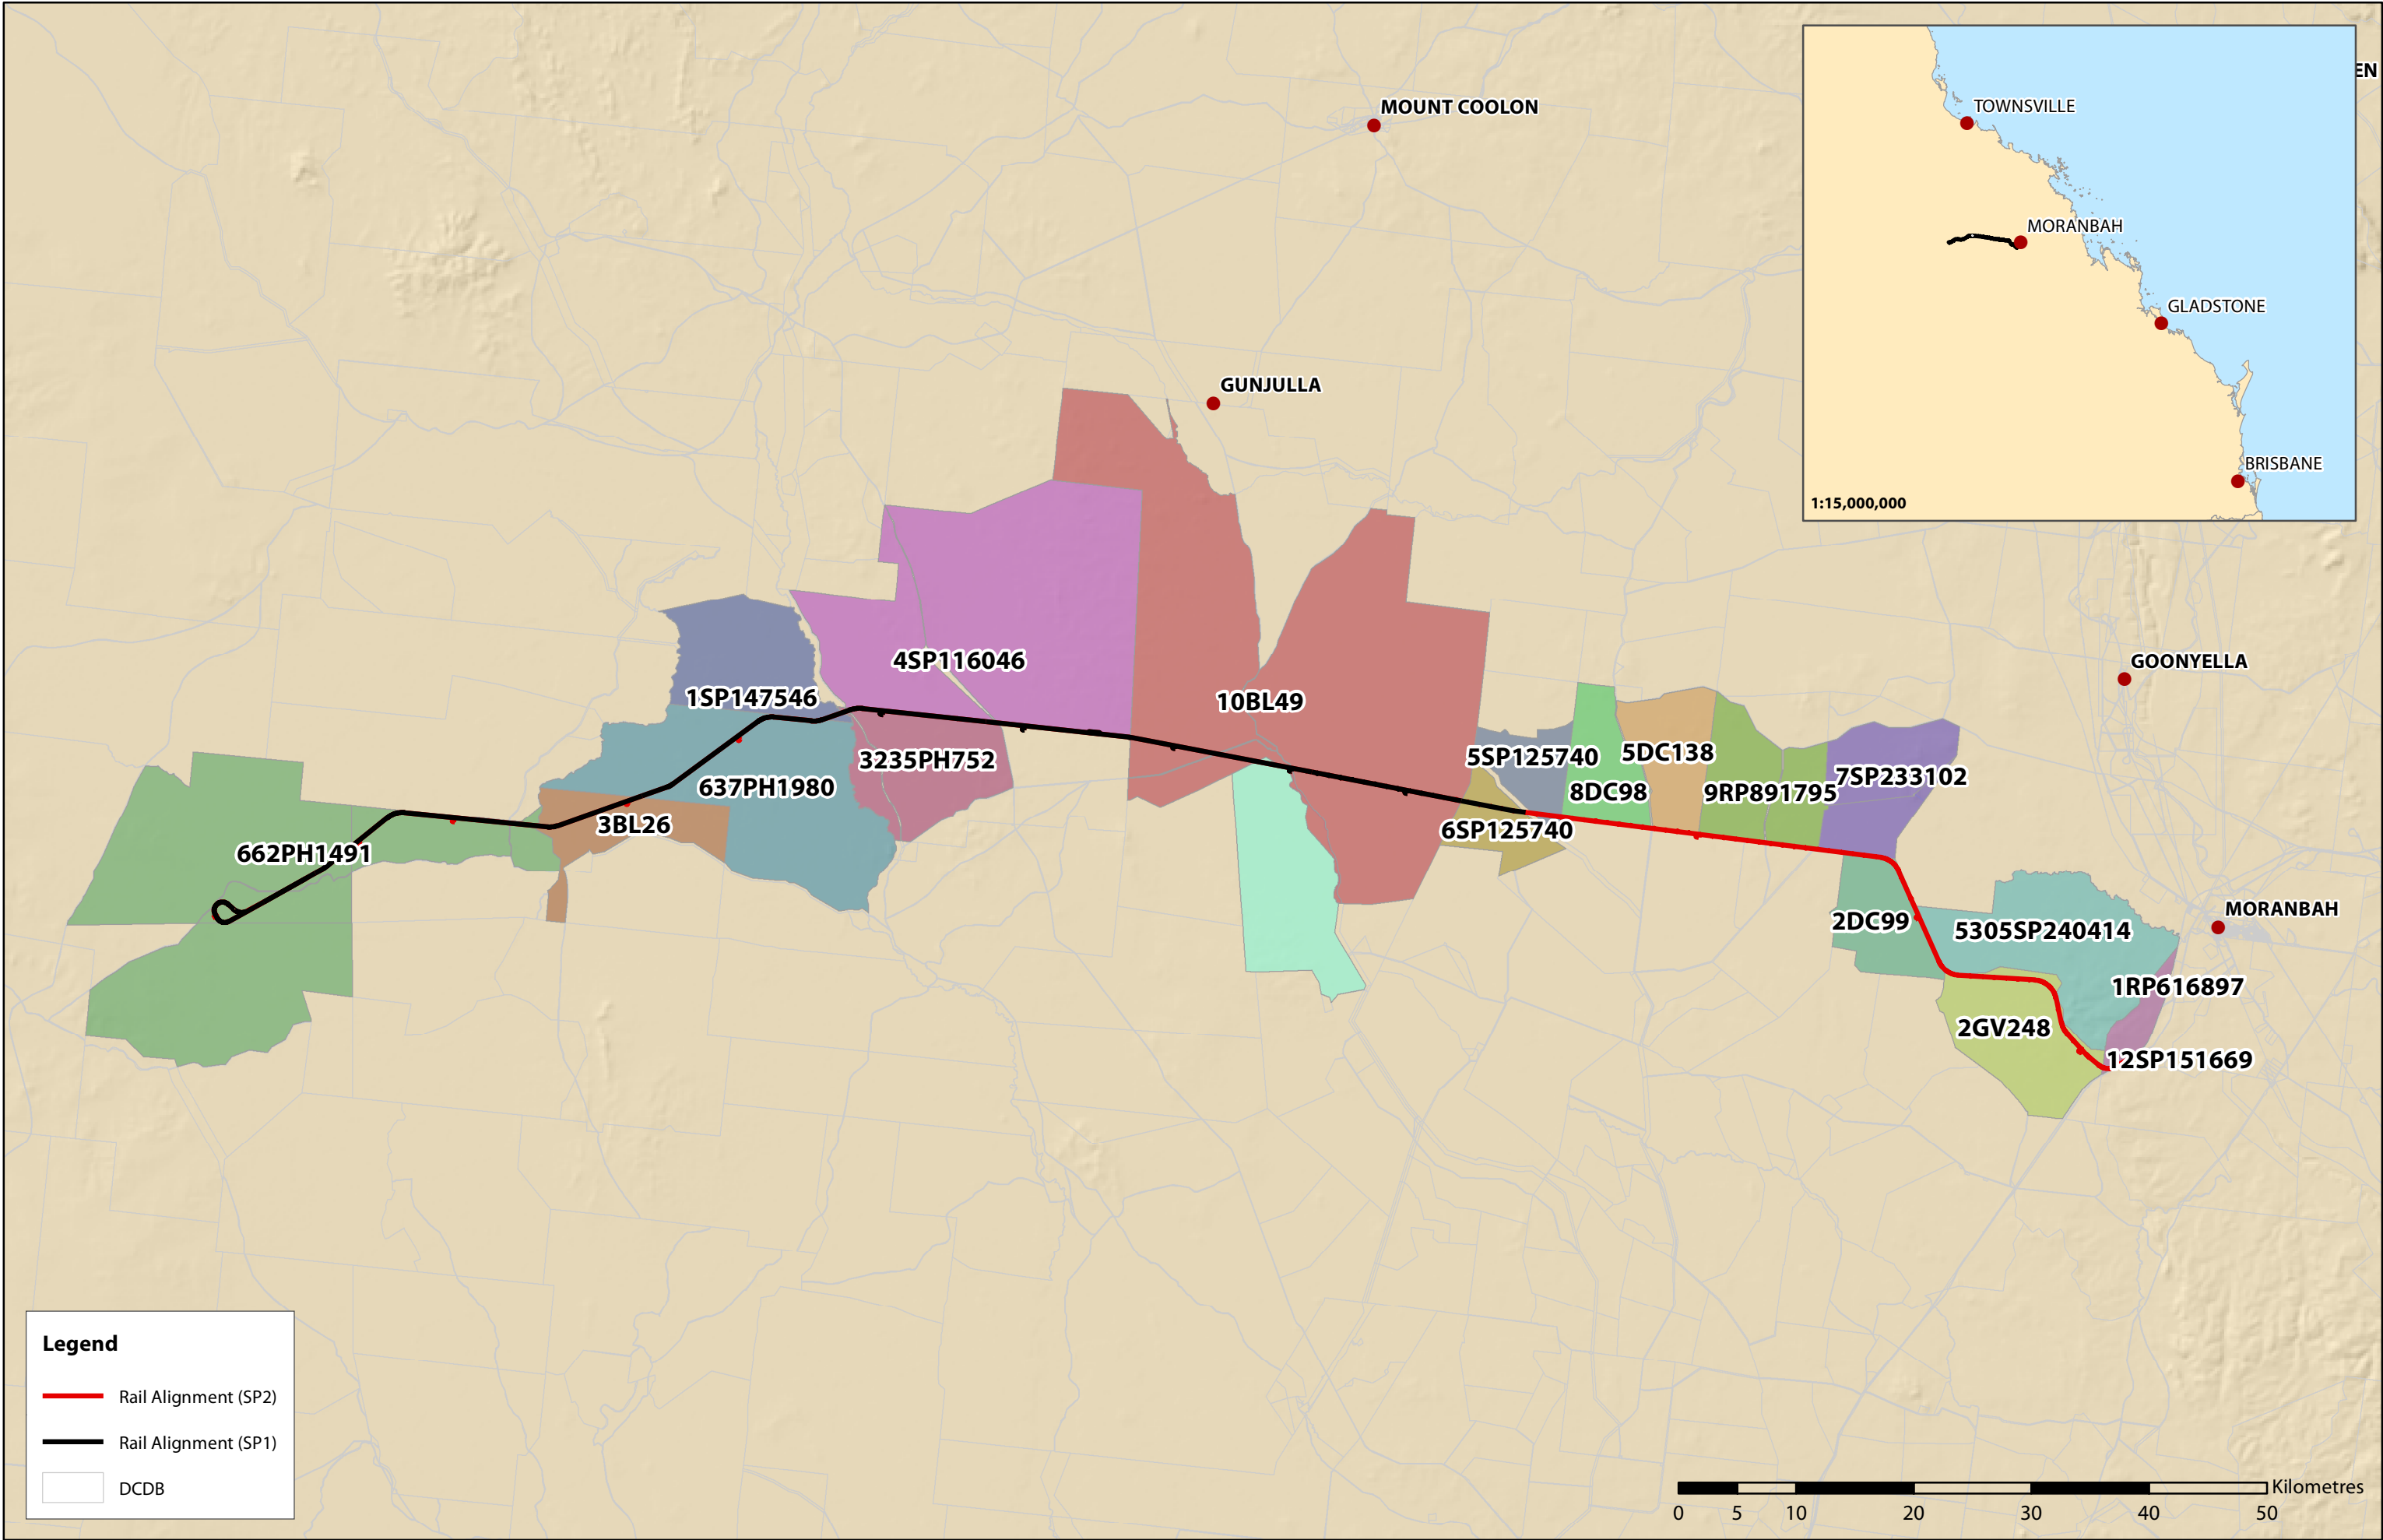 EN
MOUNT COOLON
TOWNSVILLE
MORANBAH
GLADSTONE
BRISBANE
1:15,000,000
GUNJULLA
GOONYELLA
4SP116046
1SP147546
10BL49
3235PH752
637PH1980
5SP125740
5DC138
8DC98
9RP891795
7SP233102
3BL26
6SP125740
662PH1491
MORANBAH
2DC99
5305SP240414
1RP616897
2GV248
12SP151669
Legend
Rail Alignment (SP2)
Rail Alignment (SP1)
DCDB
Kilometres
0 5 10 20 30 40 50